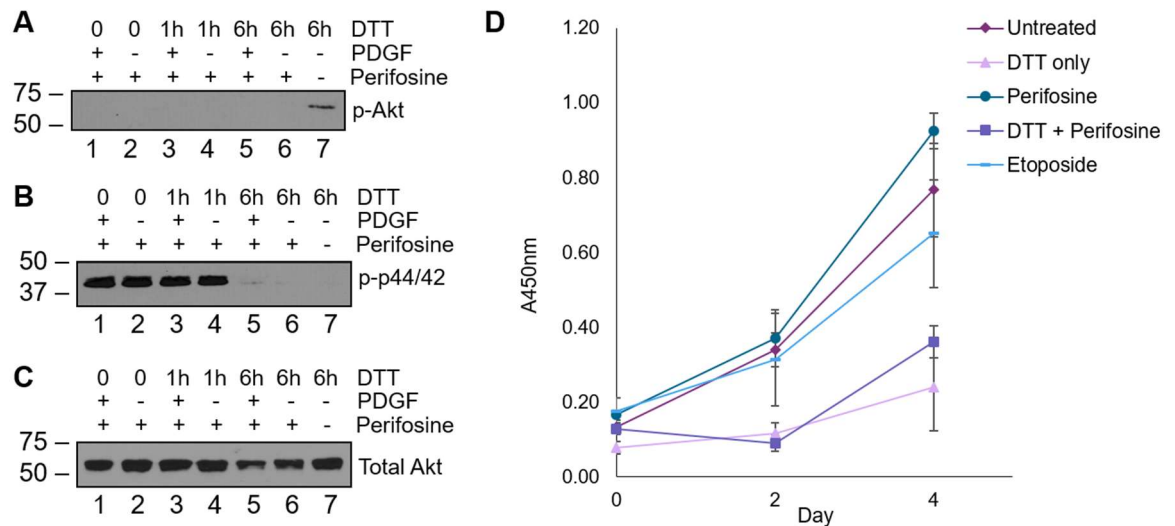 A
0 0 1h 1h 6h 6h 6h DTT
+ - + - + - - PDGF
+ + + + + + - Perifosine
75 –
50 –
p-Akt
1 2 3 4 5 6 7
B
0 0 1h 1h 6h 6h 6h DTT
+ - + - + - - PDGF
+ + + + + + - Perifosine
50 –
37 –
p-p44/42
1 2 3 4 5 6 7
C
0 0 1h 1h 6h 6h 6h DTT
+ - + - + - - PDGF
+ + + + + + - Perifosine
75 –
50 –
Total Akt
1 2 3 4 5 6 7
D
1.20
1.00
0.80
0.60
0.40
0.20
0.00
A450nm
0 2 4
Day
Untreated
DTT only
Perifosine
DTT + Perifosine
Etoposide